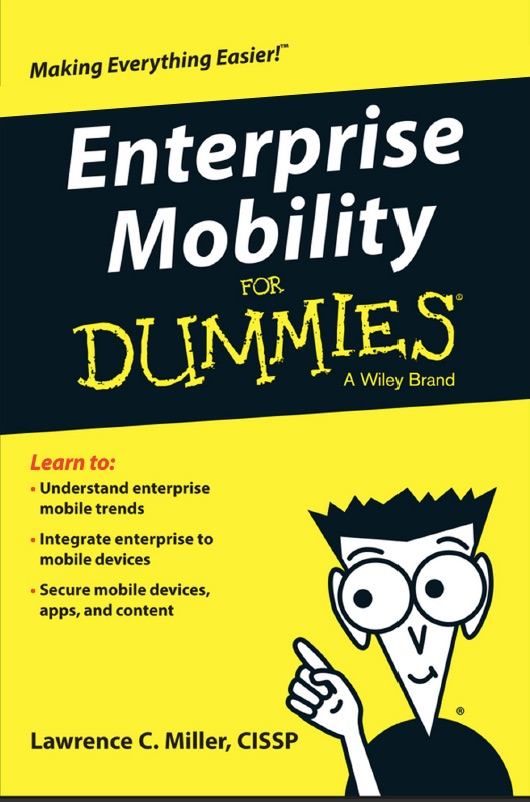 Making Everything Easier!™
Enterprise
Mobility
FOR
DUMMIES®
A Wiley Brand
Learn to:
• Understand enterprise
mobile trends
• Integrate enterprise to
mobile devices
• Secure mobile devices,
apps, and content
®
Lawrence C. Miller, CISSP